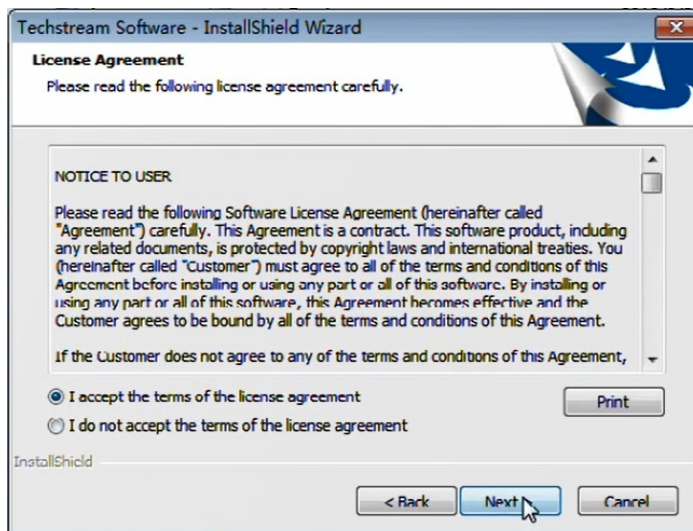 Techstream Software - InstallShield Wizard
License Agreement
Please read the following license agreement carefully.
NOTICE TO USER
Please read the following Software License Agreement (hereinafter called
"Agreement") carefully. This Agreement is a contract. This software product, including
any related documents, is protected by copyright laws and international treaties. You
(hereinafter called "Customer") must agree to all of the terms and conditions of this
Agreement before installing or using any part or all of this software. By installing or
using any part or all of this software, this Agreement becomes effective and the
Customer agrees to be bound by all of the terms and conditions of this Agreement.
If the Customer does not agree to any of the terms and conditions of this Agreement,
I accept the terms of the license agreement
Print
I do not accept the terms of the license agreement
InstallShield
< Back
Next >
Cancel